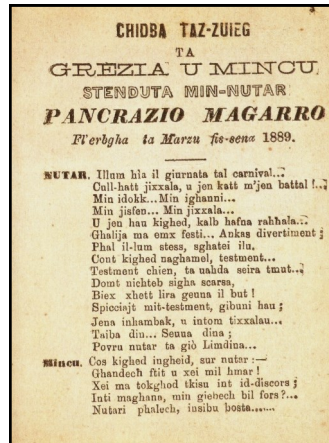 CHIDBA TAZ-ZUIEG
TA
GREZIA U MINCU
STENDUTA MIN-NUTAR
PANCRAZIO MAGARRO
Fl'erbgha ta Marzu fis-sena 1889.
NUTAR. Illum hla il giurnata tal carnival...
Cull-hatt jixxala, u jen katt m'jen battal!..
Min idokk...Min ighanni...
Min jisfen... Min jixxala...
U jen hau kighed, kalb hafna rahhala...
Ghalija ma emx festi... Ankas divertiment;
Phal il-lum stess, sghatei ilu,
Cont kighed naghamel, testment...
Testment chien, ta uahda seira tmut...
Domt nichteb sigha scarsa,
Biex xhett lira genna il but!
Spicciajt mit-testment, gibuni hau;
Jena inhambak, u intom tixxalau...
Taiba din... Seuua dina;
Povru nutar ta giò Limdina...
Mincu. Cos kighed ingheid, sur nutar:—
Ghandech ftit u xei mil hmar!
Xei ma tokghod tkisu int id-discors;
Inti maghana, min giebech bil fors?...
Nutari phalech, insibu bosta......